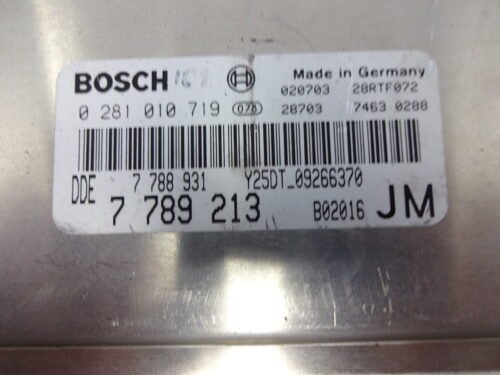 BOSCH Made in Germany
020703 28RTF072
0 281 010 719 28703 7463 0288
DDE 7 788 931 Y25DT_09266370
7 789 213 B02016 JM